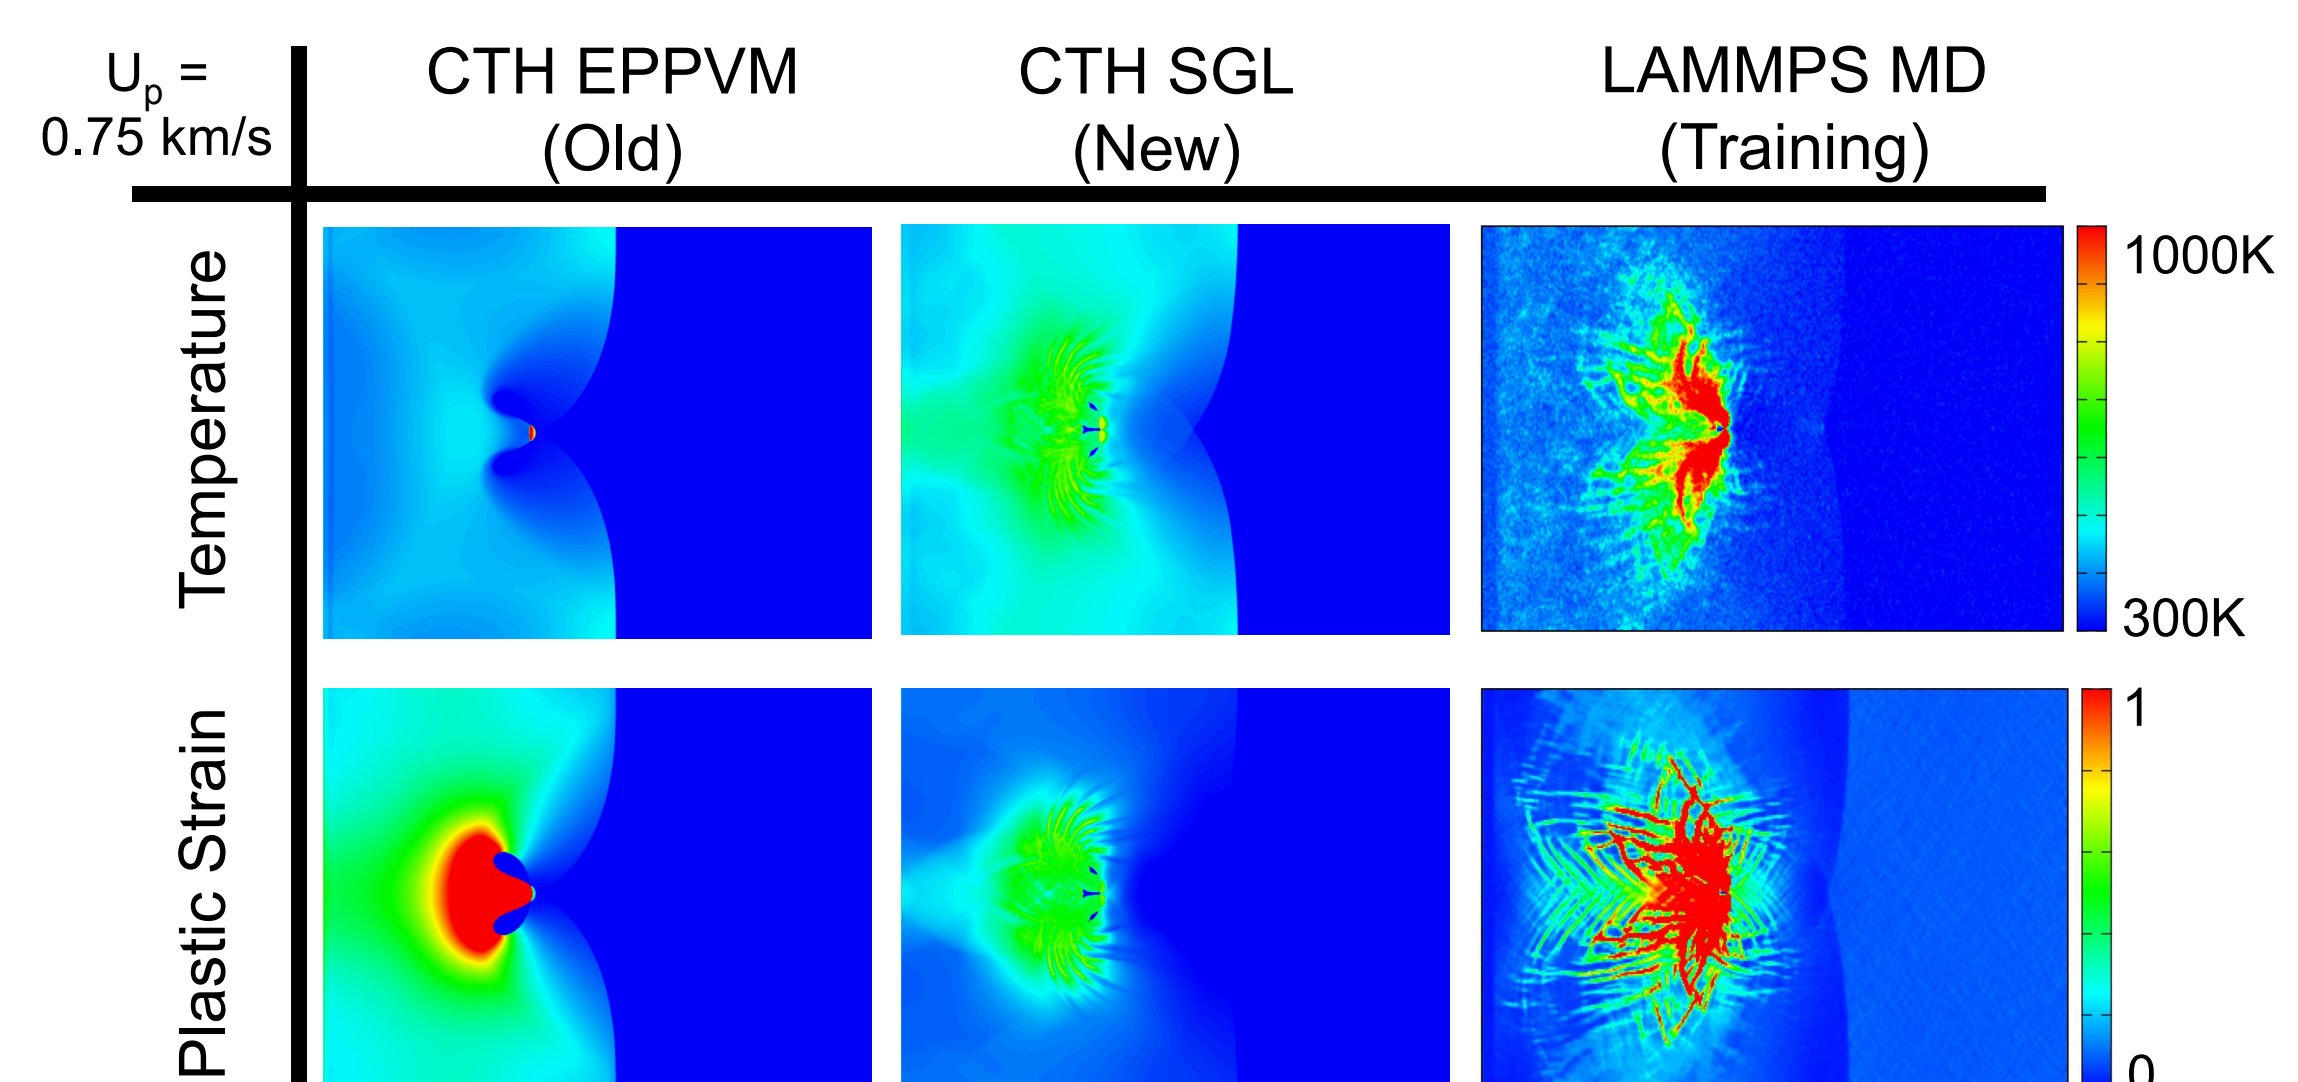 U_p =
0.75 km/s
CTH EPPVM
(Old)
CTH SGL
(New)
LAMMPS MD
(Training)
Temperature
1000K
300K
Plastic Strain
1
0